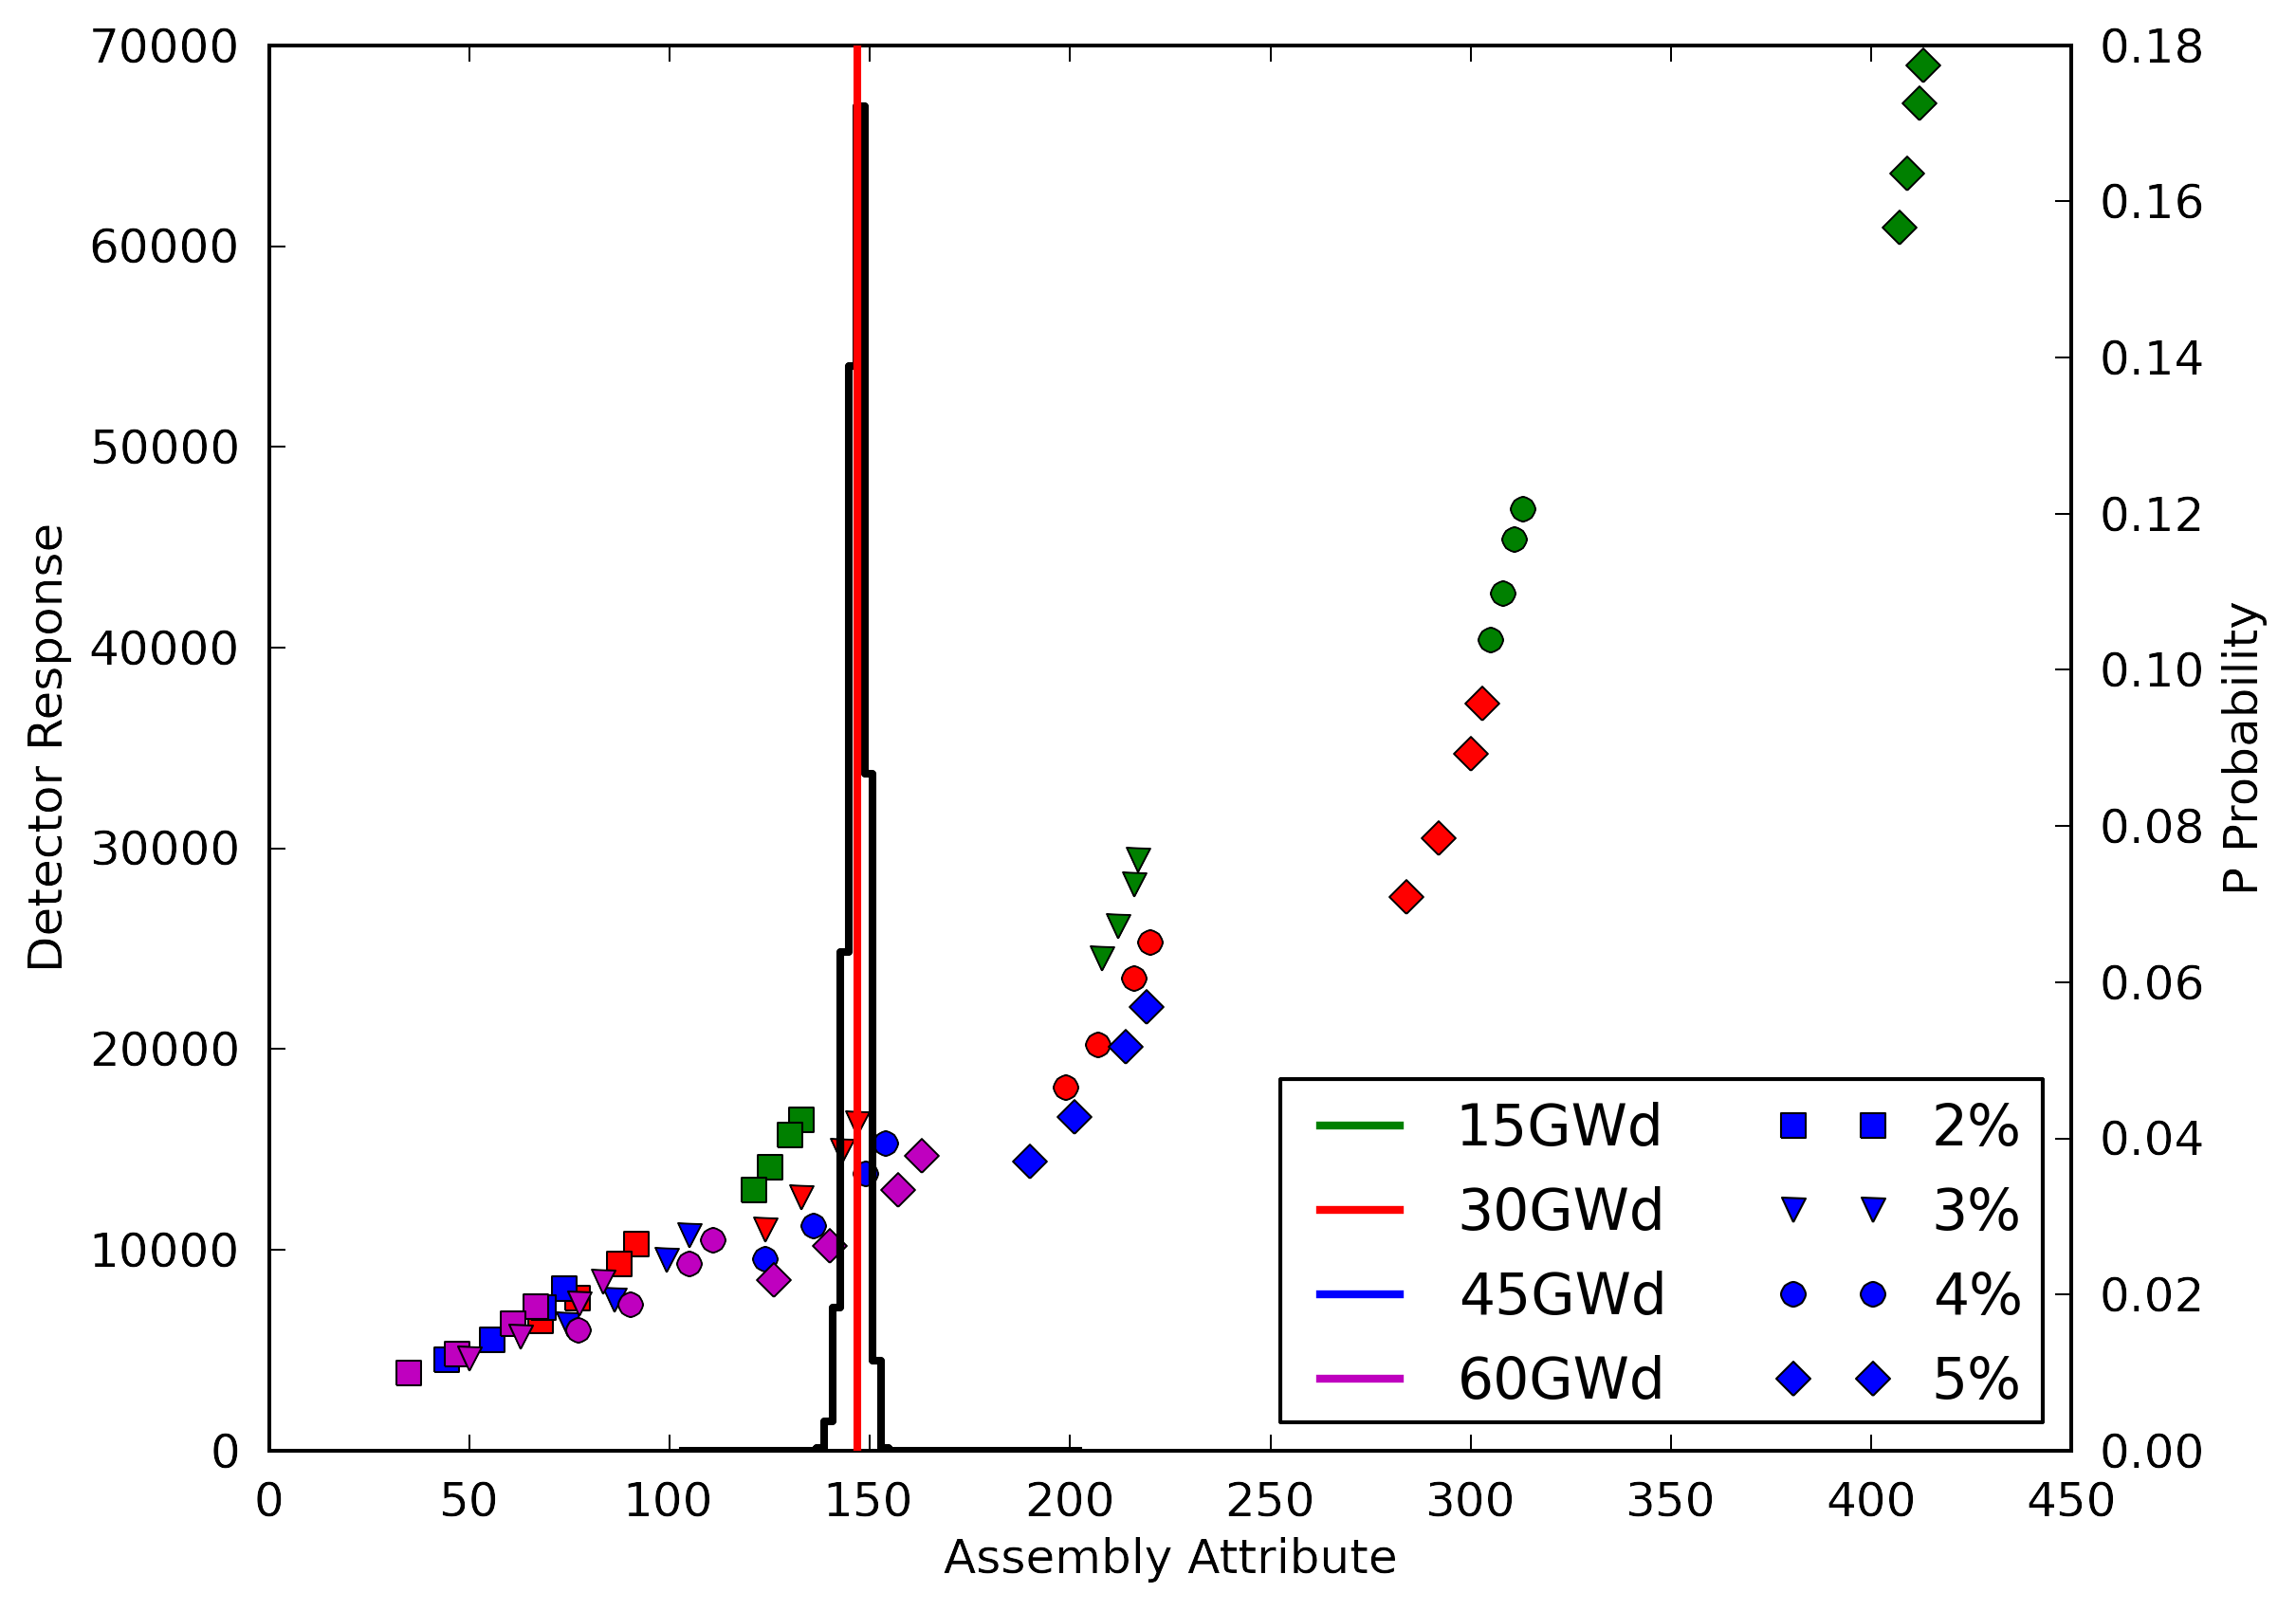 70000
60000
50000
40000
30000
20000
10000
0
Detector Response
0.18
0.16
0.14
0.12
0.10
0.08
0.06
0.04
0.02
0.00
P Probability
15GWd 2%
30GWd 3%
45GWd 4%
60GWd 5%
0 50 100 150 200 250 300 350 400 450
Assembly Attribute